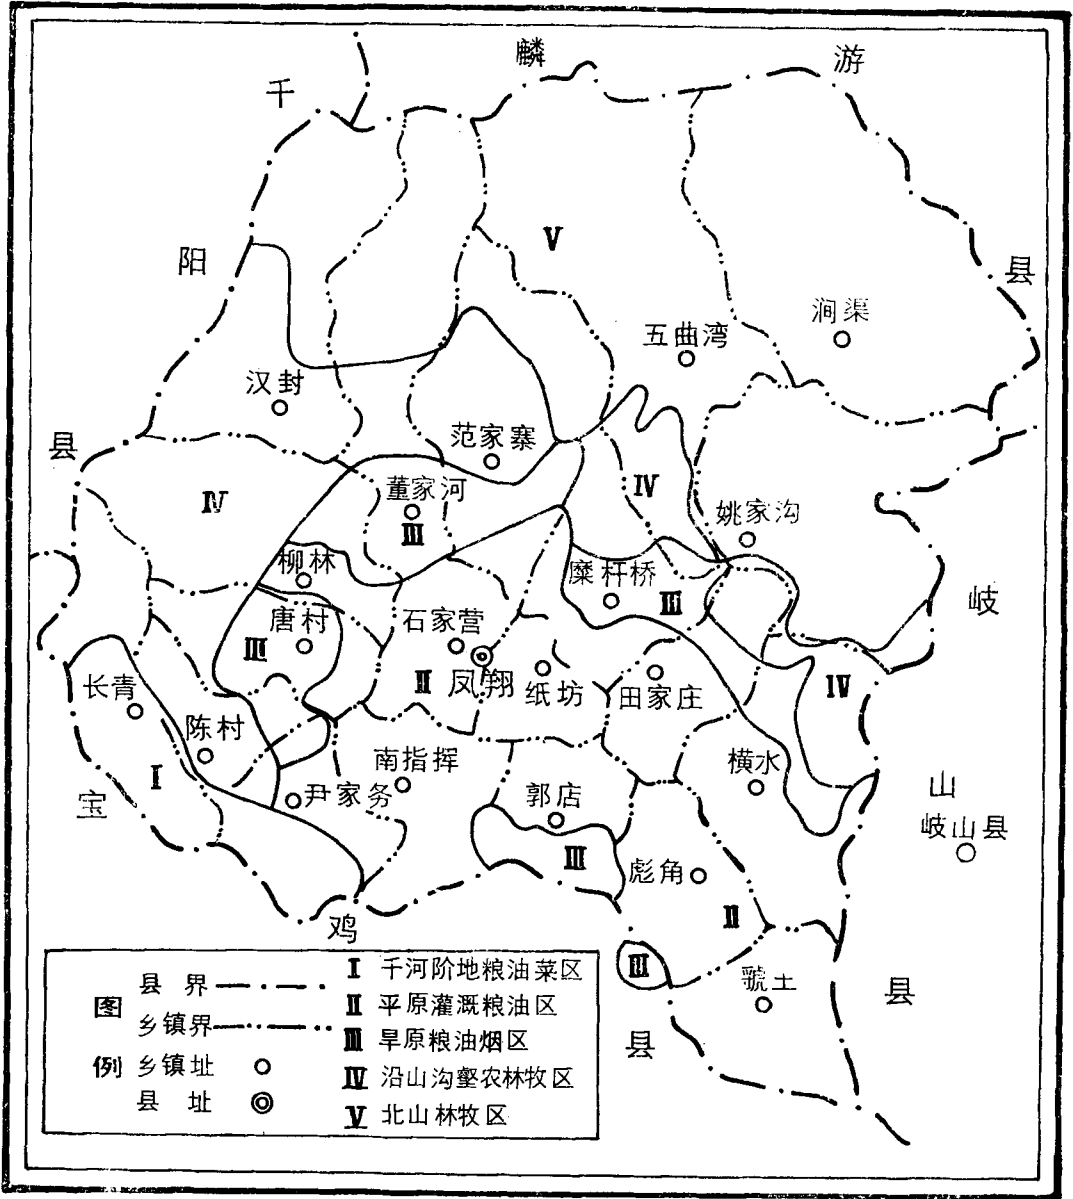 麟
游
千
阳
县
县
V
涧渠
五曲湾
汉封
县
范家寨
IV
董家河
III
IV
姚家沟
柳林
糜杆桥
III
岐
唐村
III
石家营
凤翔
II
纸坊
田家庄
IV
长青
陈村
I
南指挥
横水
山
宝
尹家务
郭店
岐山县
III
彪角
II
鸡
III
虢王
县
县
图例
县界
乡镇界
乡镇址
县址
I 千河阶地粮油菜区
II 平原灌溉粮油区
III 旱原粮油烟区
IV 沿山沟壑农林牧区
V 北山林牧区